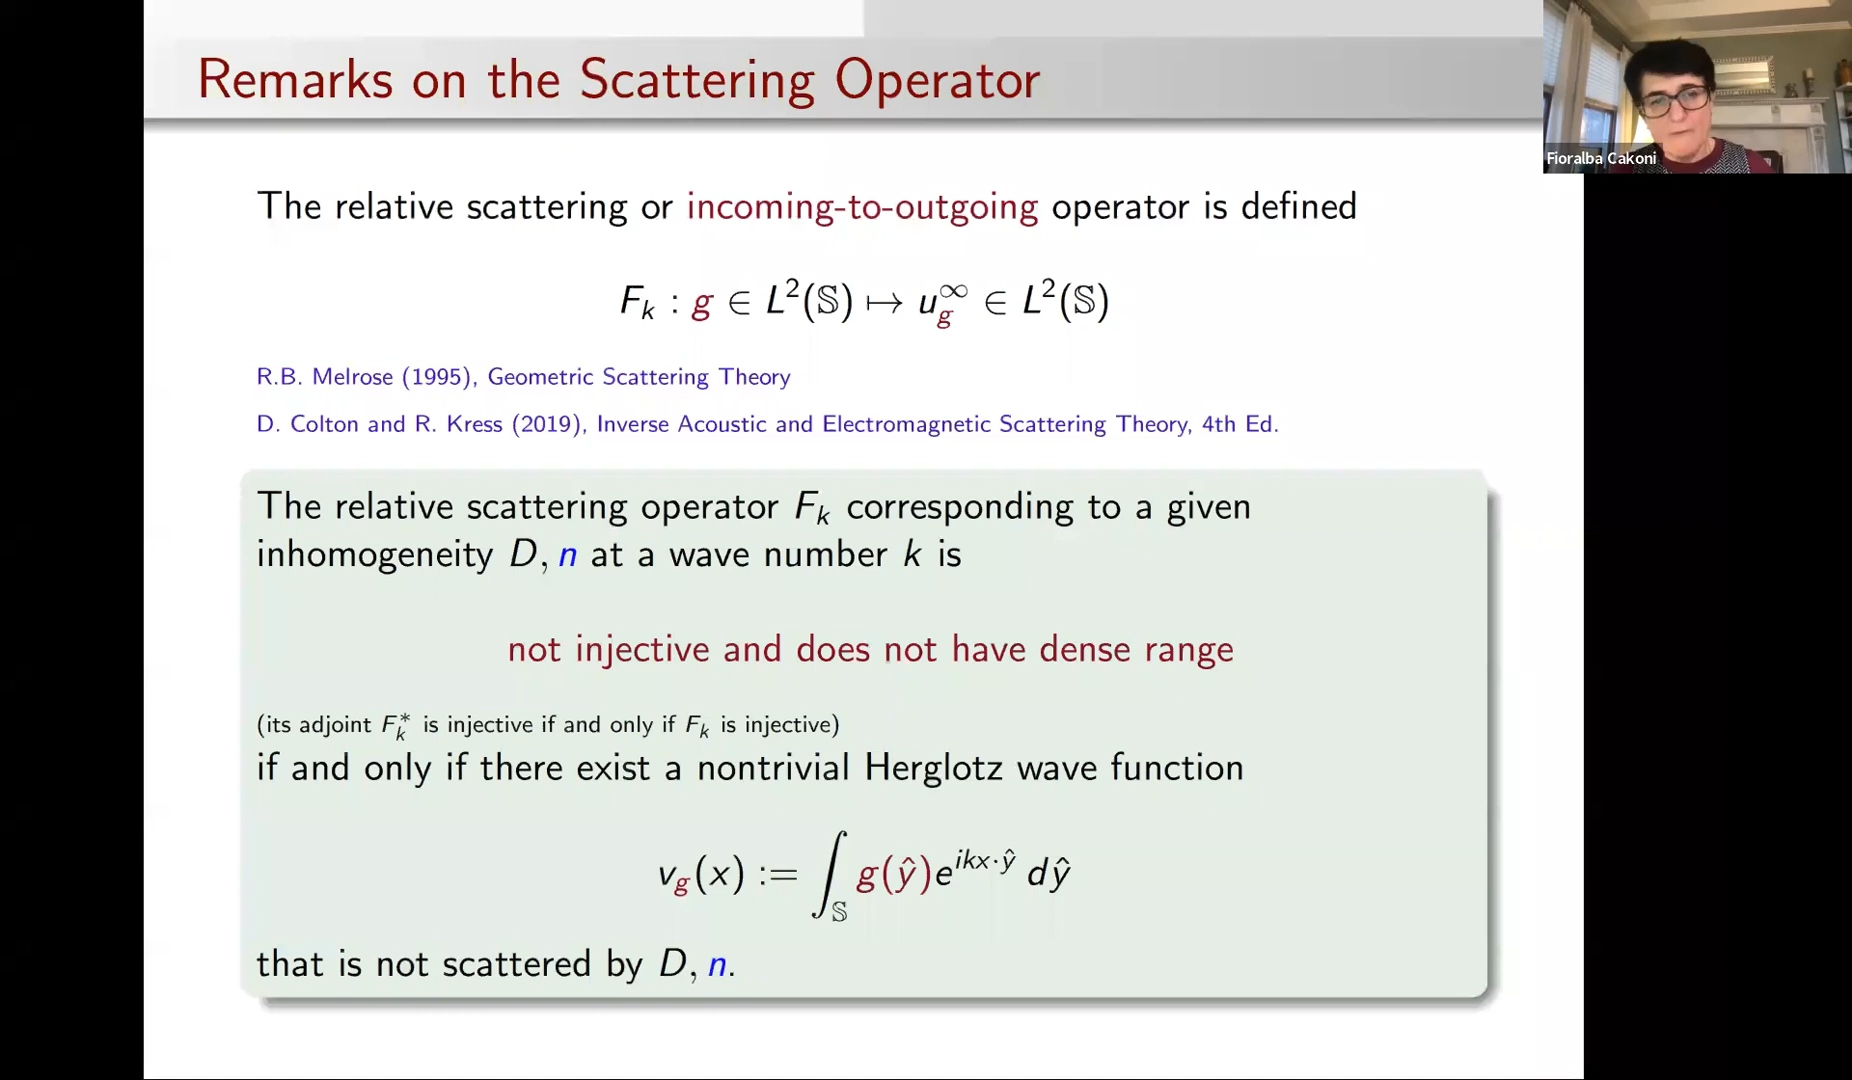 Remarks on the Scattering Operator
Fioralba Cakoni
The relative scattering or incoming-to-outgoing operator is defined
F_k : g ∈ L²(𝕊) ↦ u_g^∞ ∈ L²(𝕊)
R.B. Melrose (1995), Geometric Scattering Theory
D. Colton and R. Kress (2019), Inverse Acoustic and Electromagnetic Scattering Theory, 4th Ed.
The relative scattering operator F_k corresponding to a given
inhomogeneity D, n at a wave number k is
not injective and does not have dense range
(its adjoint F_k^* is injective if and only if F_k is injective)
if and only if there exist a nontrivial Herglotz wave function
v_g(x) := ∫_𝕊 g(ŷ)e^{ikx·ŷ} dŷ
that is not scattered by D, n.